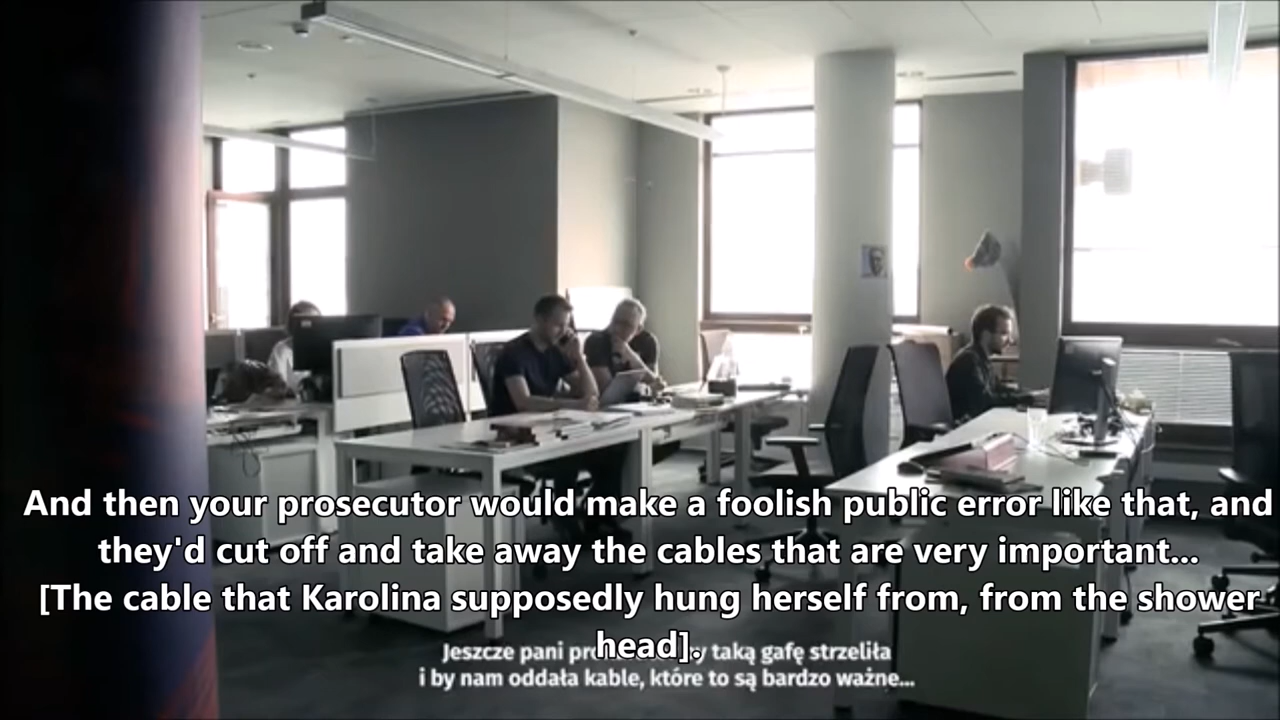 And then your prosecutor would make a foolish public error like that, and
they'd cut off and take away the cables that are very important...
[The cable that Karolina supposedly hung herself from, from the shower
head].
Jeszcze pani y taką gafę strzeliła
i by nam oddała kable, które to są bardzo ważne...